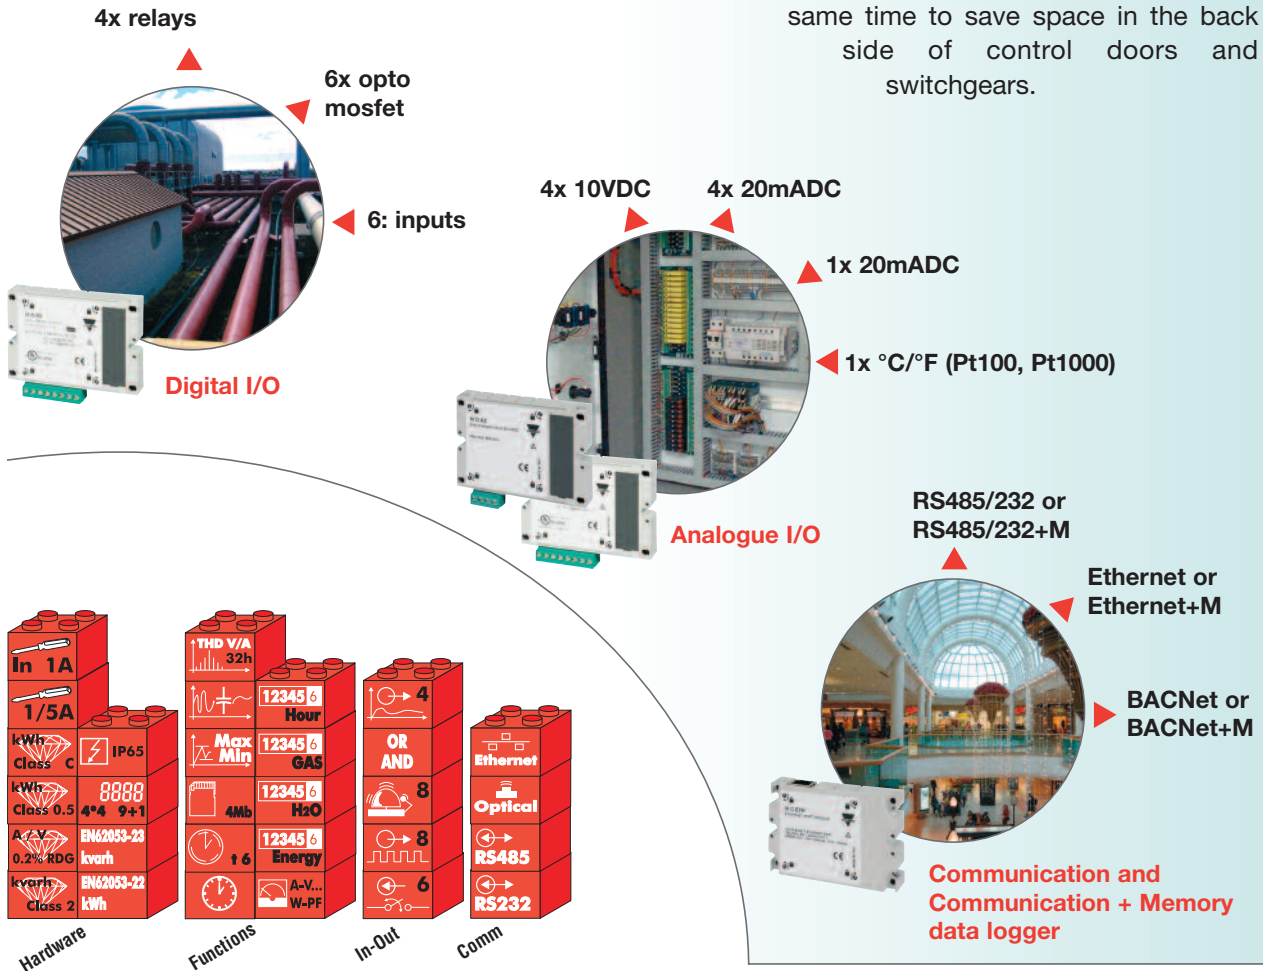 same time to save space in the back
side of control doors and
switchgears.
4x relays
6x opto
mosfet
6: inputs
Digital I/O
4x 10VDC
4x 20mADC
1x 20mADC
1x °C/°F (Pt100, Pt1000)
Analogue I/O
RS485/232 or
RS485/232+M
Ethernet or
Ethernet+M
BACNet or
BACNet+M
Communication and
Communication + Memory
data logger
In 1A
1/5A
kWh
Class C
kWh
Class 0.5
A / V
0.2% RDG
kvarh
Class 2
IP65
8888
4•4 9+1
EN62053-23
kvarh
EN62053-22
kWh
Hardware
THD V/A
32h
Max
Min
4Mb
t 6
12345 6
Hour
12345 6
GAS
12345 6
H2O
12345 6
Energy
A-V...
W-PF
Functions
4
OR
AND
8
8
6
In-Out
Ethernet
Optical
RS485
RS232
Comm